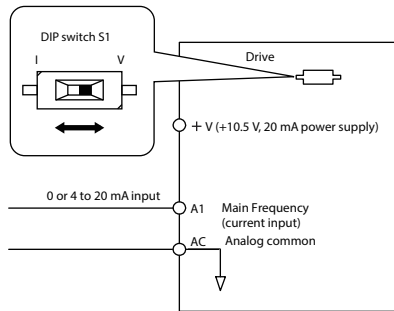 DIP switch S1
I V
Drive
+ V (+10.5 V, 20 mA power supply)
0 or 4 to 20 mA input
A1 Main Frequency
(current input)
AC Analog common